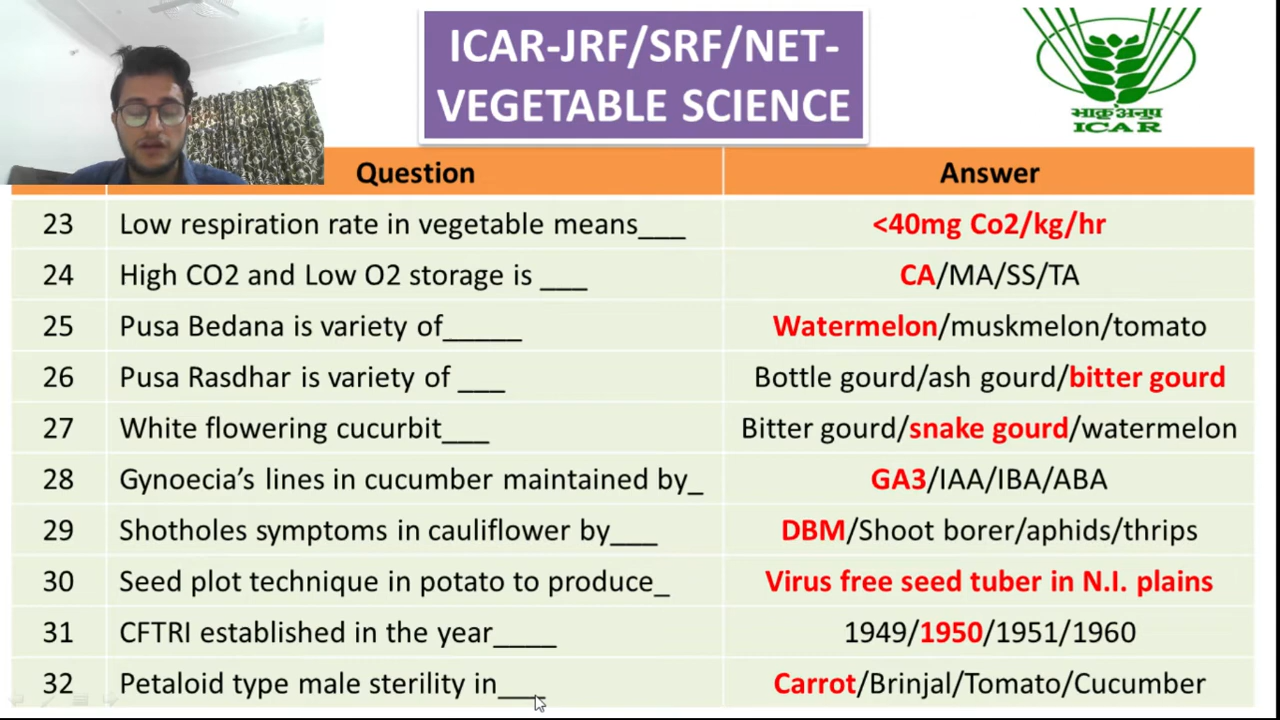 ICAR-JRF/SRF/NET-
VEGETABLE SCIENCE
भाकृअनुप
ICAR
Question Answer
23 Low respiration rate in vegetable means___ <40mg Co2/kg/hr
24 High CO2 and Low O2 storage is ___ CA/MA/SS/TA
25 Pusa Bedana is variety of_____ Watermelon/muskmelon/tomato
26 Pusa Rasdhar is variety of ___ Bottle gourd/ash gourd/bitter gourd
27 White flowering cucurbit___ Bitter gourd/snake gourd/watermelon
28 Gynoecia’s lines in cucumber maintained by_ GA3/IAA/IBA/ABA
29 Shotholes symptoms in cauliflower by___ DBM/Shoot borer/aphids/thrips
30 Seed plot technique in potato to produce_ Virus free seed tuber in N.I. plains
31 CFTRI established in the year____ 1949/1950/1951/1960
32 Petaloid type male sterility in___ Carrot/Brinjal/Tomato/Cucumber